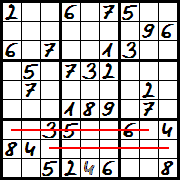 2 6 7 5
9 6
6 7 1 3
5 7 3 2
7 2
1 8 9 7
3 5 6 4
8 4
5 2 4 6 8